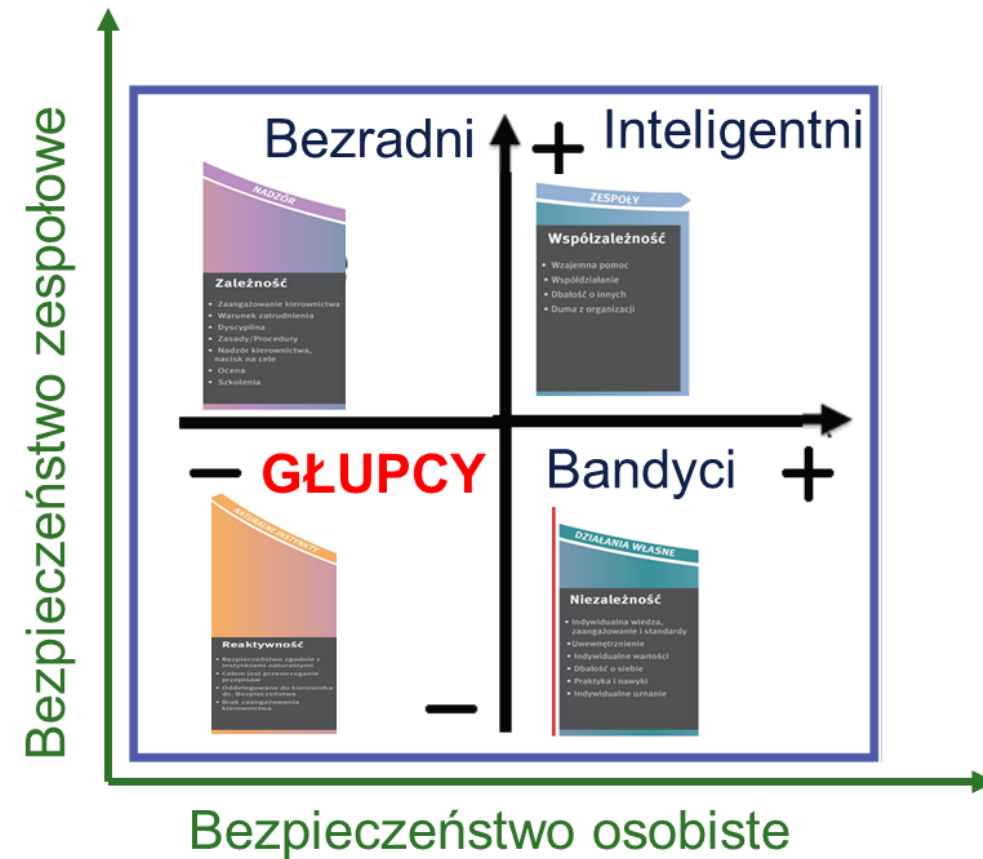 Bezpieczeństwo zespołowe
Bezradni
+
Inteligentni
NADZÓR
Zależność
• Zaangażowanie kierownictwa
• Warunek zatrudnienia
• Dyscyplina
• Zasady/Procedury
• Nadzór kierownictwa,
nacisk na cele
• Ocena
• Szkolenia
ZESPOŁY
Współzależność
• Wzajemna pomoc
• Współdziałanie
• Dbałość o innych
• Duma z organizacji
– GŁUPCY
Bandyci +
NATURALNE INSTYNKTY
Reaktywność
• Bezpieczeństwo zgodnie z
instynktami naturalnymi
• Celem jest przestrzeganie
przepisów
• Oddelegowane do kierownika
ds. Bezpieczeństwa
• Brak zaangażowania
kierownictwa
–
DZIAŁANIA WŁASNE
Niezależność
• Indywidualna wiedza,
zaangażowanie i standardy
• Uwewnętrznienie
• Indywidualne wartości
• Dbałość o siebie
• Praktyka i nawyki
• Indywidualne uznanie
Bezpieczeństwo osobiste